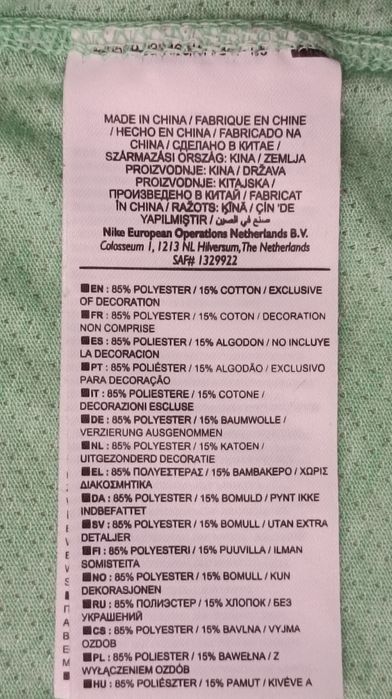 MADE IN CHINA / FABRIQUE EN CHINE
/ HECHO EN CHINA / FABRICADO NA
CHINA / СДЕЛАНО В КИТАЕ /
SZÁRMAZÁSI ORSZÁG: KINA / ZEMLJA
PROIZVODNJE: KINA / DRŽAVA
PROIZVODNJE: KITAJSKA /
ПРОИЗВЕДЕНО В КИТАЙ / FABRICAT
ÎN CHINA / RAŽOTS: ĶĪNĀ / ÇİN 'DE
YAPILMIŞTIR / صنع في الصين /
Nike European Operations Netherlands B.V.
Colosseum 1, 1213 NL Hilversum, The Netherlands
SAF# 1329922
EN : 85% POLYESTER / 15% COTTON / EXCLUSIVE
OF DECORATION
FR : 85% POLYESTER / 15% COTON / DECORATION
NON COMPRISE
ES : 85% POLIESTER / 15% ALGODON / NO INCLUYE
LA DECORACION
PT : 85% POLIÉSTER / 15% ALGODÃO / EXCLUSIVO
PARA DECORAÇÃO
IT : 85% POLIESTERE / 15% COTONE /
DECORAZIONI ESCLUSE
DE : 85% POLYESTER / 15% BAUMWOLLE /
VERZIERUNG AUSGENOMMEN
NL : 85% POLYESTER / 15% KATOEN /
UITGEZONDERD DECORATIE
EL : 85% ΠΟΛΥΕΣΤΕΡΑΣ / 15% ΒΑΜΒΑΚΕΡΟ / ΧΩΡΙΣ
ΔΙΑΚΟΣΜΗΤΙΚΑ
DA : 85% POLYESTER / 15% BOMULD / PYNT IKKE
INDBEFATTET
SV : 85% POLYESTER / 15% BOMULL / UTAN EXTRA
DETALJER
FI : 85% POLYESTERI / 15% PUUVILLA / ILMAN
SOMISTEITA
NO : 85% POLYESTER / 15% BOMULL / KUN
DEKORASJONEN
RU : 85% ПОЛИЭСТЕР / 15% ХЛОПОК / БЕЗ
УКРАШЕНИЙ
CS : 85% POLYESTER / 15% BAVLNA / VYJMA
OZDOB
PL : 85% POLIESTER / 15% BAWEŁNA / Z
WYŁĄCZENIEM OZDÓB
HU : 85% POLIÉSZTER / 15% PAMUT / KIVÉVE A